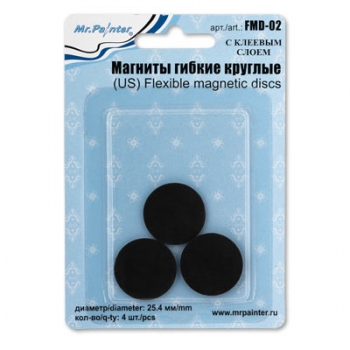 Mr.Painter
арт./art.: FMD-02
С КЛЕЕВЫМ
СЛОЕМ
Магниты гибкие круглые
(US) Flexible magnetic discs
диаметр/diameter: 25.4 мм/mm
кол-во/q-ty: 4 шт./pcs
www.mrpainter.ru